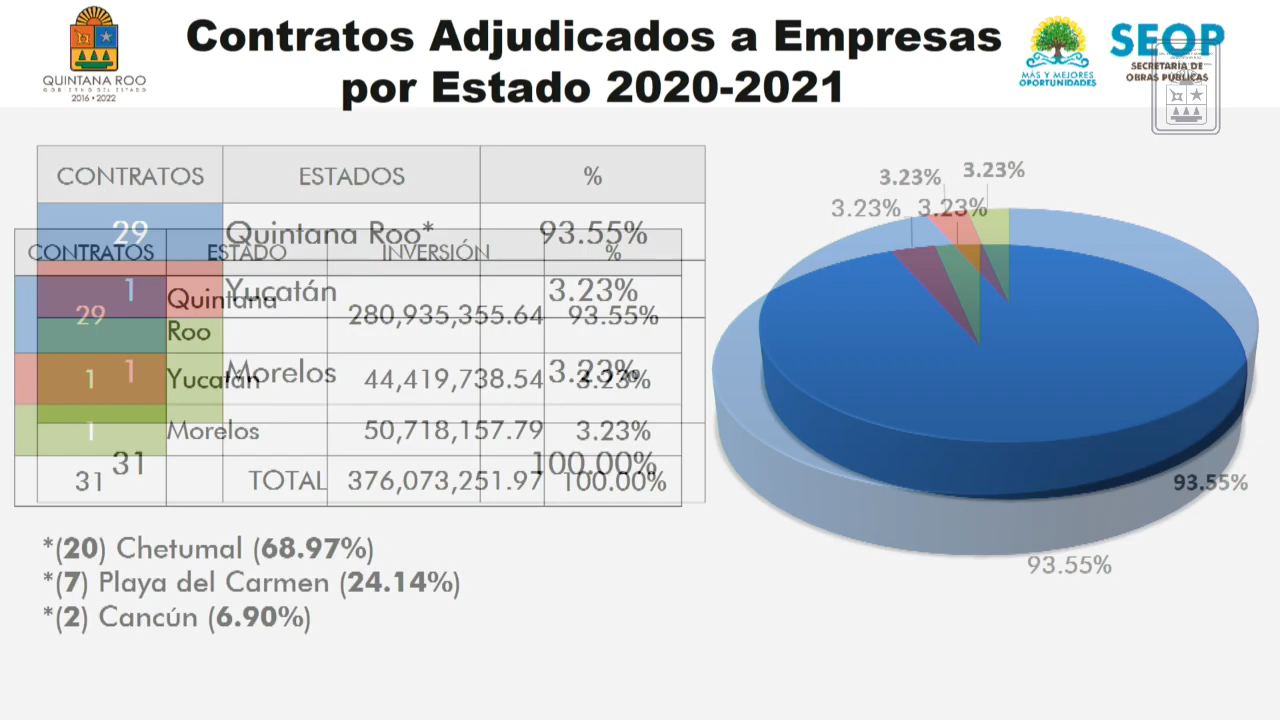 Contratos Adjudicados a Empresas
por Estado 2020-2021
QUINTANA ROO
GOBIERNO DEL ESTADO
2016 • 2022
MÁS Y MEJORES
OPORTUNIDADES
SEOP
SECRETARÍA DE
OBRAS PÚBLICAS
CONTRATOS ESTADOS %
29 Quintana Roo* 93.55%
1 Yucatán 3.23%
1 Morelos 3.23%
31 100.00%
CONTRATOS ESTADO INVERSIÓN %
29 Quintana Roo 280,935,355.64 93.55%
1 Yucatán 44,419,738.54 3.23%
1 Morelos 50,718,157.79 3.23%
31 TOTAL 376,073,251.97 100.00%
*(20) Chetumal (68.97%)
*(7) Playa del Carmen (24.14%)
*(2) Cancún (6.90%)
3.23% 3.23%
3.23% 3.23%
93.55%
93.55%